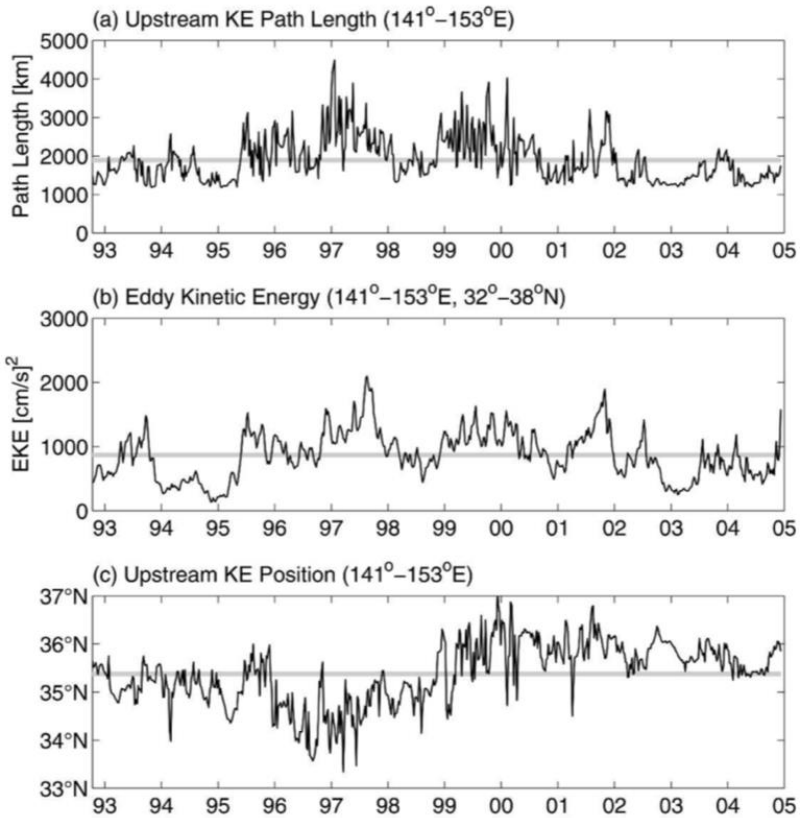 (a) Upstream KE Path Length (141°–153°E)
5000
4000
3000
2000
1000
0
Path Length [km]
93 94 95 96 97 98 99 00 01 02 03 04 05
(b) Eddy Kinetic Energy (141°–153°E, 32°–38°N)
3000
2000
1000
0
EKE [cm/s]²
93 94 95 96 97 98 99 00 01 02 03 04 05
(c) Upstream KE Position (141°–153°E)
37°N
36°N
35°N
34°N
33°N
93 94 95 96 97 98 99 00 01 02 03 04 05